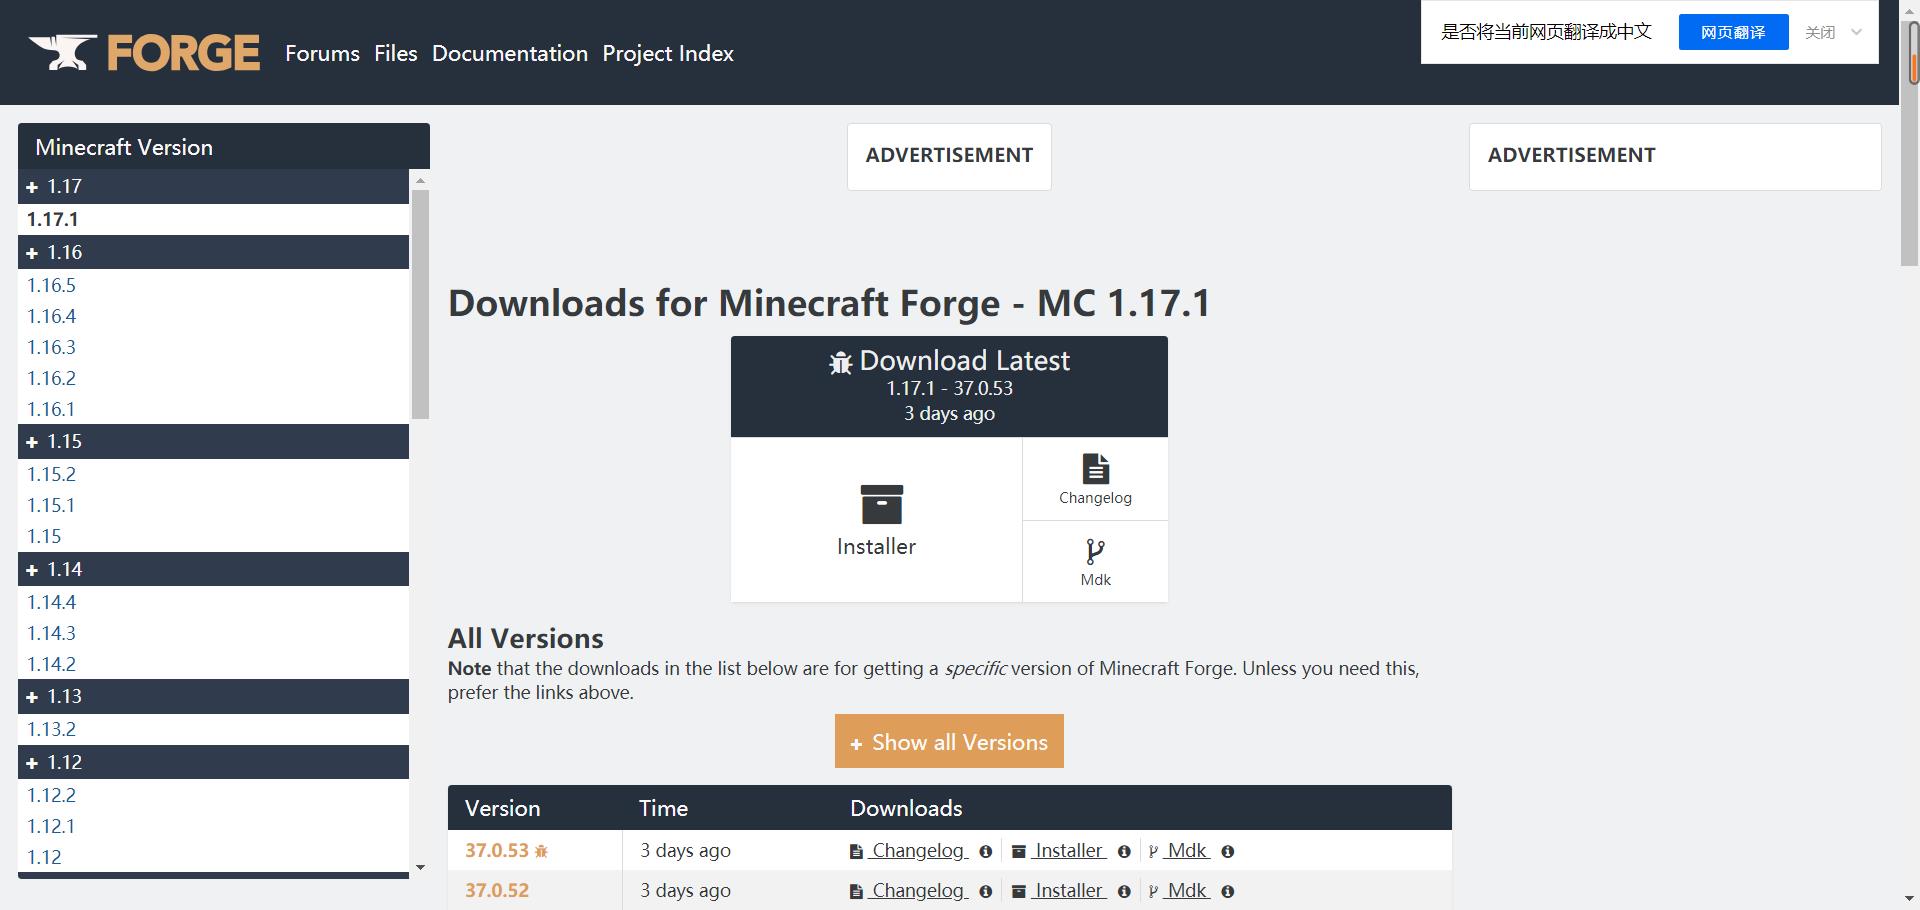 FORGE
Forums Files Documentation Project Index
是否将当前网页翻译成中文 网页翻译 关闭
Minecraft Version
1.17
1.17.1
1.16
1.16.5
1.16.4
1.16.3
1.16.2
1.16.1
1.15
1.15.2
1.15.1
1.15
1.14
1.14.4
1.14.3
1.14.2
1.13
1.13.2
1.12
1.12.2
1.12.1
1.12
ADVERTISEMENT
ADVERTISEMENT
Downloads for Minecraft Forge - MC 1.17.1
Download Latest
1.17.1 - 37.0.53
3 days ago
Installer
Changelog
Mdk
All Versions
Note that the downloads in the list below are for getting a specific version of Minecraft Forge. Unless you need this,
prefer the links above.
+ Show all Versions
Version Time Downloads
37.0.53 3 days ago Changelog Installer Mdk
37.0.52 3 days ago Changelog Installer Mdk